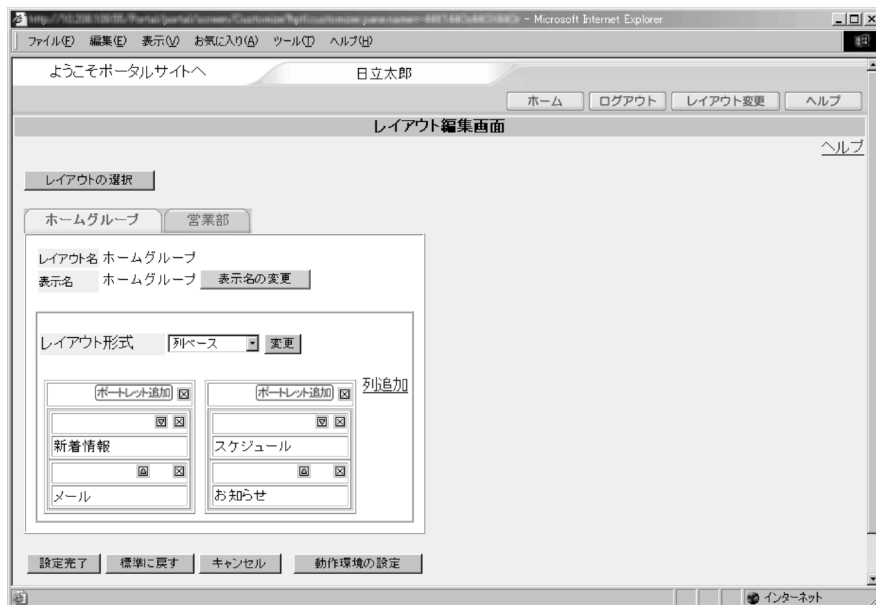 - Microsoft Internet Explorer
ファイル(F) 編集(E) 表示(V) お気に入り(A) ツール(T) ヘルプ(H)
ようこそポータルサイトへ 日立太郎
ホーム ログアウト レイアウト変更 ヘルプ
レイアウト編集画面
ヘルプ
レイアウトの選択
ホームグループ 営業部
レイアウト名 ホームグループ
表示名 ホームグループ 表示名の変更
レイアウト形式 列ベース 変更
ポートレット追加 ポートレット追加 列追加
新着情報 スケジュール
メール お知らせ
設定完了 標準に戻す キャンセル 動作環境の設定
インターネット